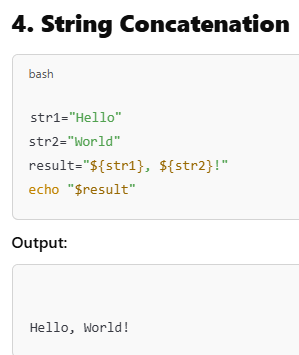 4. String Concatenation
bash
str1="Hello"
str2="World"
result="${str1}, ${str2}!"
echo "$result"
Output:
Hello, World!